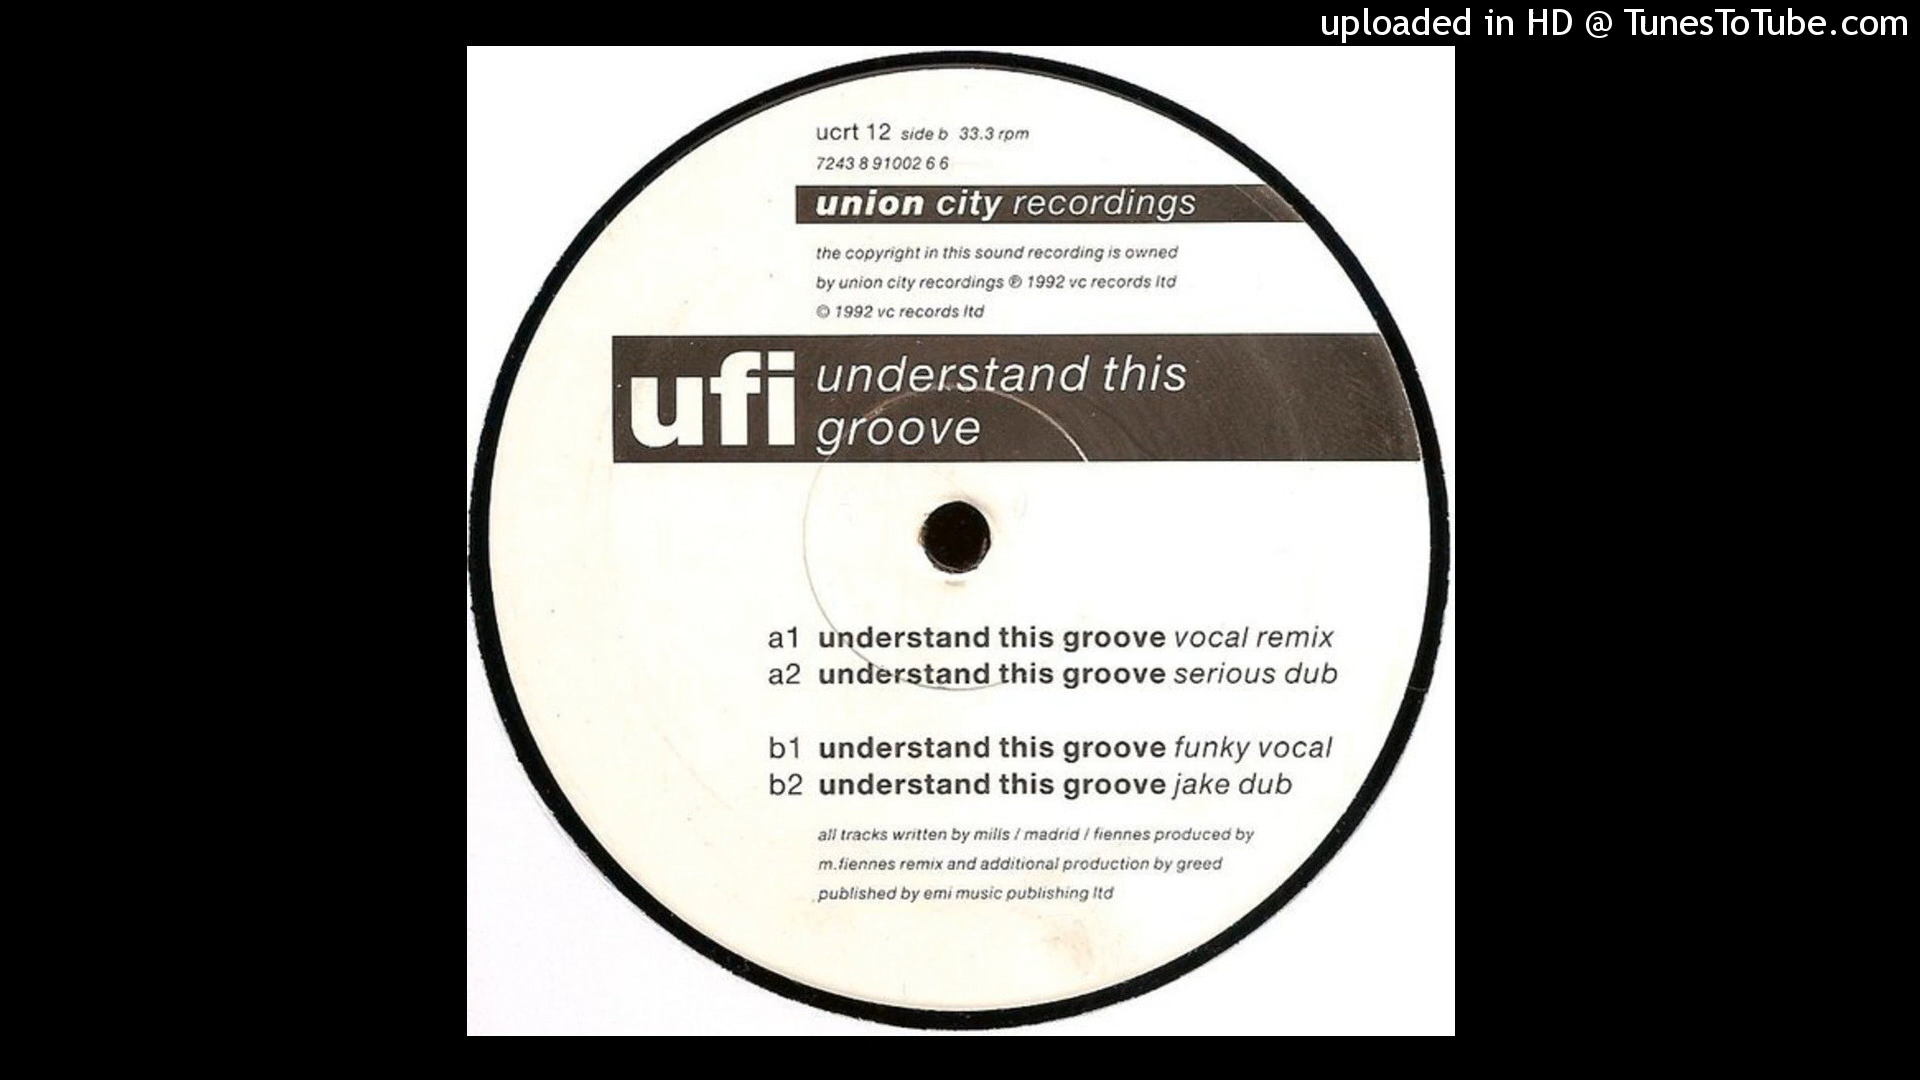 uploaded in HD @ TunesToTube.com
ucrt 12 side b 33.3 rpm
7243 8 91002 6 6
union city recordings
the copyright in this sound recording is owned
by union city recordings ℗ 1992 vc records ltd
© 1992 vc records ltd
ufi understand this
groove
a1 understand this groove vocal remix
a2 understand this groove serious dub
b1 understand this groove funky vocal
b2 understand this groove jake dub
all tracks written by mills / madrid / fiennes produced by
m.fiennes remix and additional production by greed
published by emi music publishing ltd